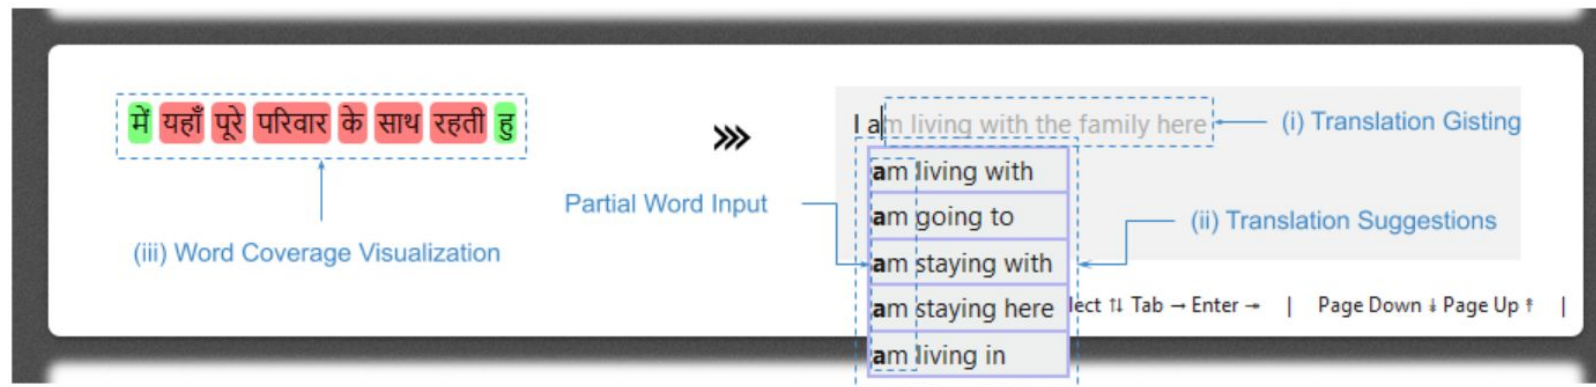 में यहाँ पूरे परिवार के साथ रहती हु
I am living with the family here
(i) Translation Gisting
am living with
Partial Word Input
am going to
(ii) Translation Suggestions
(iii) Word Coverage Visualization
am staying with
am staying here
lect ⇅ Tab → Enter ↠ | Page Down ↡ Page Up ↟ |
am living in